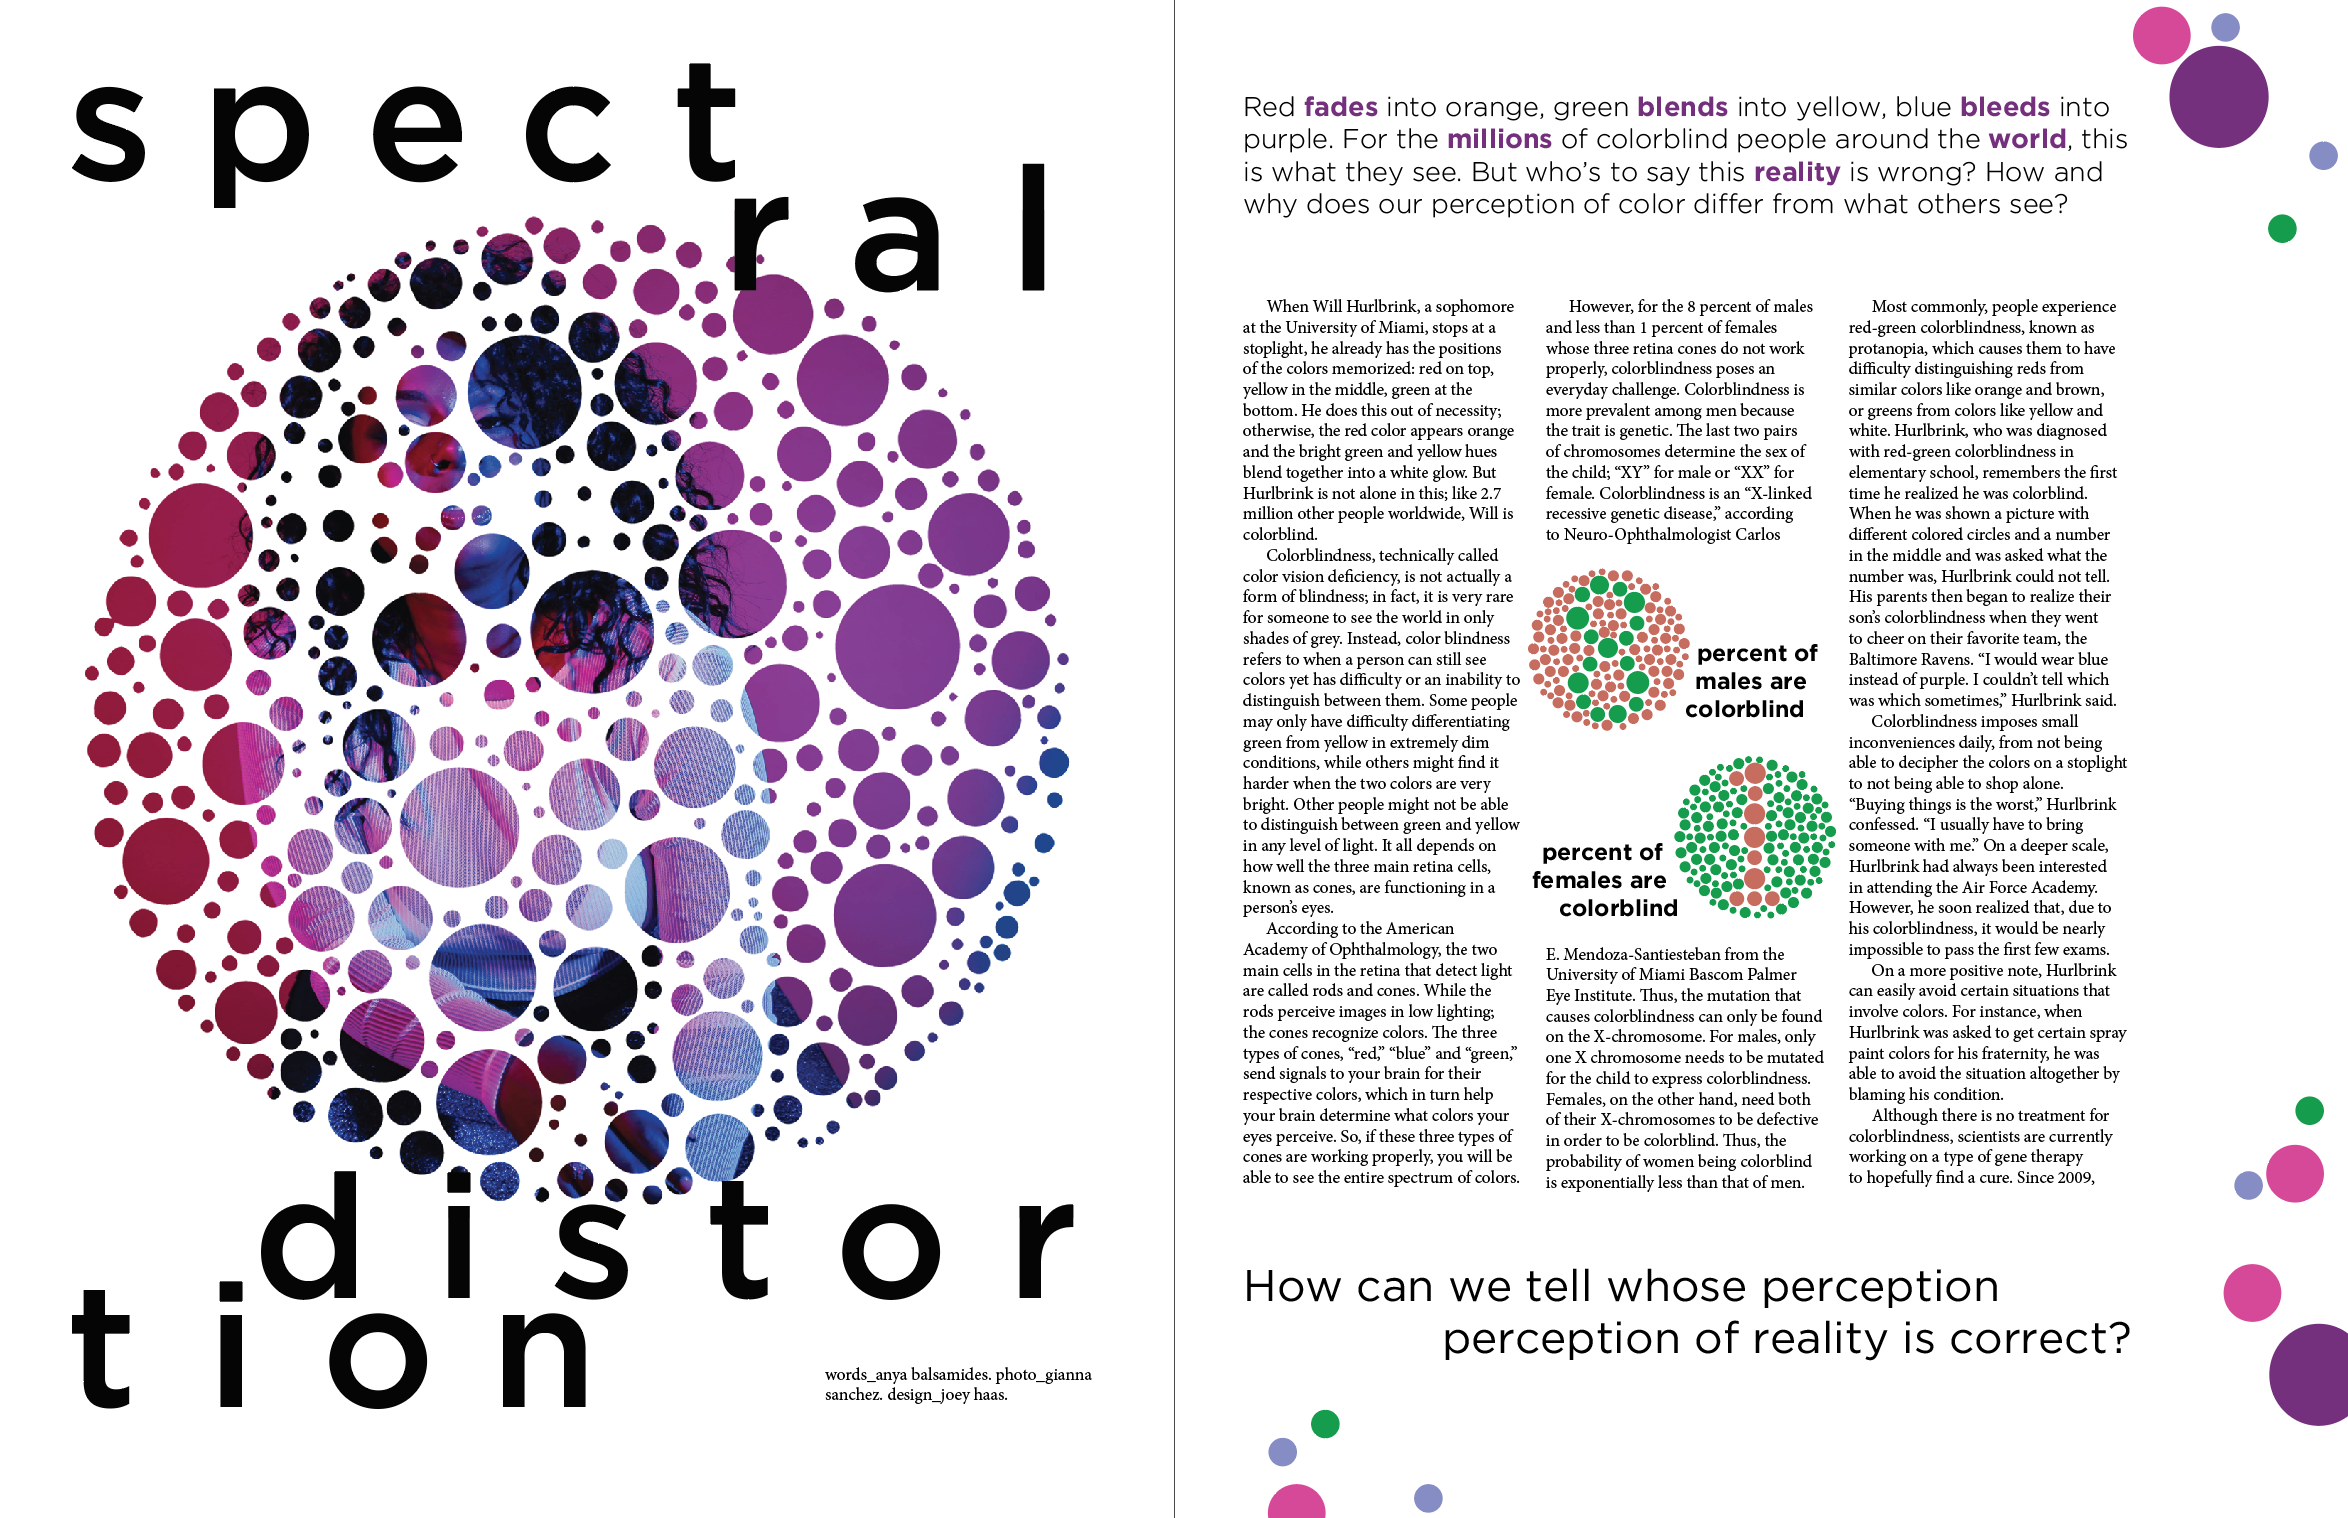 spect
ral
distor
tion
words_anya balsamides. photo_gianna
sanchez. design_joey haas.
Red fades into orange, green blends into yellow, blue bleeds into
purple. For the millions of colorblind people around the world, this
is what they see. But who’s to say this reality is wrong? How and
why does our perception of color differ from what others see?
When Will Hurlbrink, a sophomore
at the University of Miami, stops at a
stoplight, he already has the positions
of the colors memorized: red on top,
yellow in the middle, green at the
bottom. He does this out of necessity;
otherwise, the red color appears orange
and the bright green and yellow hues
blend together into a white glow. But
Hurlbrink is not alone in this; like 2.7
million other people worldwide, Will is
colorblind.
Colorblindness, technically called
color vision deficiency, is not actually a
form of blindness; in fact, it is very rare
for someone to see the world in only
shades of grey. Instead, color blindness
refers to when a person can still see
colors yet has difficulty or an inability to
distinguish between them. Some people
may only have difficulty differentiating
green from yellow in extremely dim
conditions, while others might find it
harder when the two colors are very
bright. Other people might not be able
to distinguish between green and yellow
in any level of light. It all depends on
how well the three main retina cells,
known as cones, are functioning in a
person’s eyes.
According to the American
Academy of Ophthalmology, the two
main cells in the retina that detect light
are called rods and cones. While the
rods perceive images in low lighting;
the cones recognize colors. The three
types of cones, “red,” “blue” and “green,”
send signals to your brain for their
respective colors, which in turn help
your brain determine what colors your
eyes perceive. So, if these three types of
cones are working properly, you will be
able to see the entire spectrum of colors.
However, for the 8 percent of males
and less than 1 percent of females
whose three retina cones do not work
properly, colorblindness poses an
everyday challenge. Colorblindness is
more prevalent among men because
the trait is genetic. The last two pairs
of chromosomes determine the sex of
the child; “XY” for male or “XX” for
female. Colorblindness is an “X-linked
recessive genetic disease,” according
to Neuro-Ophthalmologist Carlos
8
percent of
males are
colorblind
1
percent of
females are
colorblind
E. Mendoza-Santiesteban from the
University of Miami Bascom Palmer
Eye Institute. Thus, the mutation that
causes colorblindness can only be found
on the X-chromosome. For males, only
one X chromosome needs to be mutated
for the child to express colorblindness.
Females, on the other hand, need both
of their X-chromosomes to be defective
in order to be colorblind. Thus, the
probability of women being colorblind
is exponentially less than that of men.
Most commonly, people experience
red-green colorblindness, known as
protanopia, which causes them to have
difficulty distinguishing reds from
similar colors like orange and brown,
or greens from colors like yellow and
white. Hurlbrink, who was diagnosed
with red-green colorblindness in
elementary school, remembers the first
time he realized he was colorblind.
When he was shown a picture with
different colored circles and a number
in the middle and was asked what the
number was, Hurlbrink could not tell.
His parents then began to realize their
son’s colorblindness when they went
to cheer on their favorite team, the
Baltimore Ravens. “I would wear blue
instead of purple. I couldn’t tell which
was which sometimes,” Hurlbrink said.
Colorblindness imposes small
inconveniences daily, from not being
able to decipher the colors on a stoplight
to not being able to shop alone.
“Buying things is the worst,” Hurlbrink
confessed. “I usually have to bring
someone with me.” On a deeper scale,
Hurlbrink had always been interested
in attending the Air Force Academy.
However, he soon realized that, due to
his colorblindness, it would be nearly
impossible to pass the first few exams.
On a more positive note, Hurlbrink
can easily avoid certain situations that
involve colors. For instance, when
Hurlbrink was asked to get certain spray
paint colors for his fraternity, he was
able to avoid the situation altogether by
blaming his condition.
Although there is no treatment for
colorblindness, scientists are currently
working on a type of gene therapy
to hopefully find a cure. Since 2009,
How can we tell whose perception
perception of reality is correct?